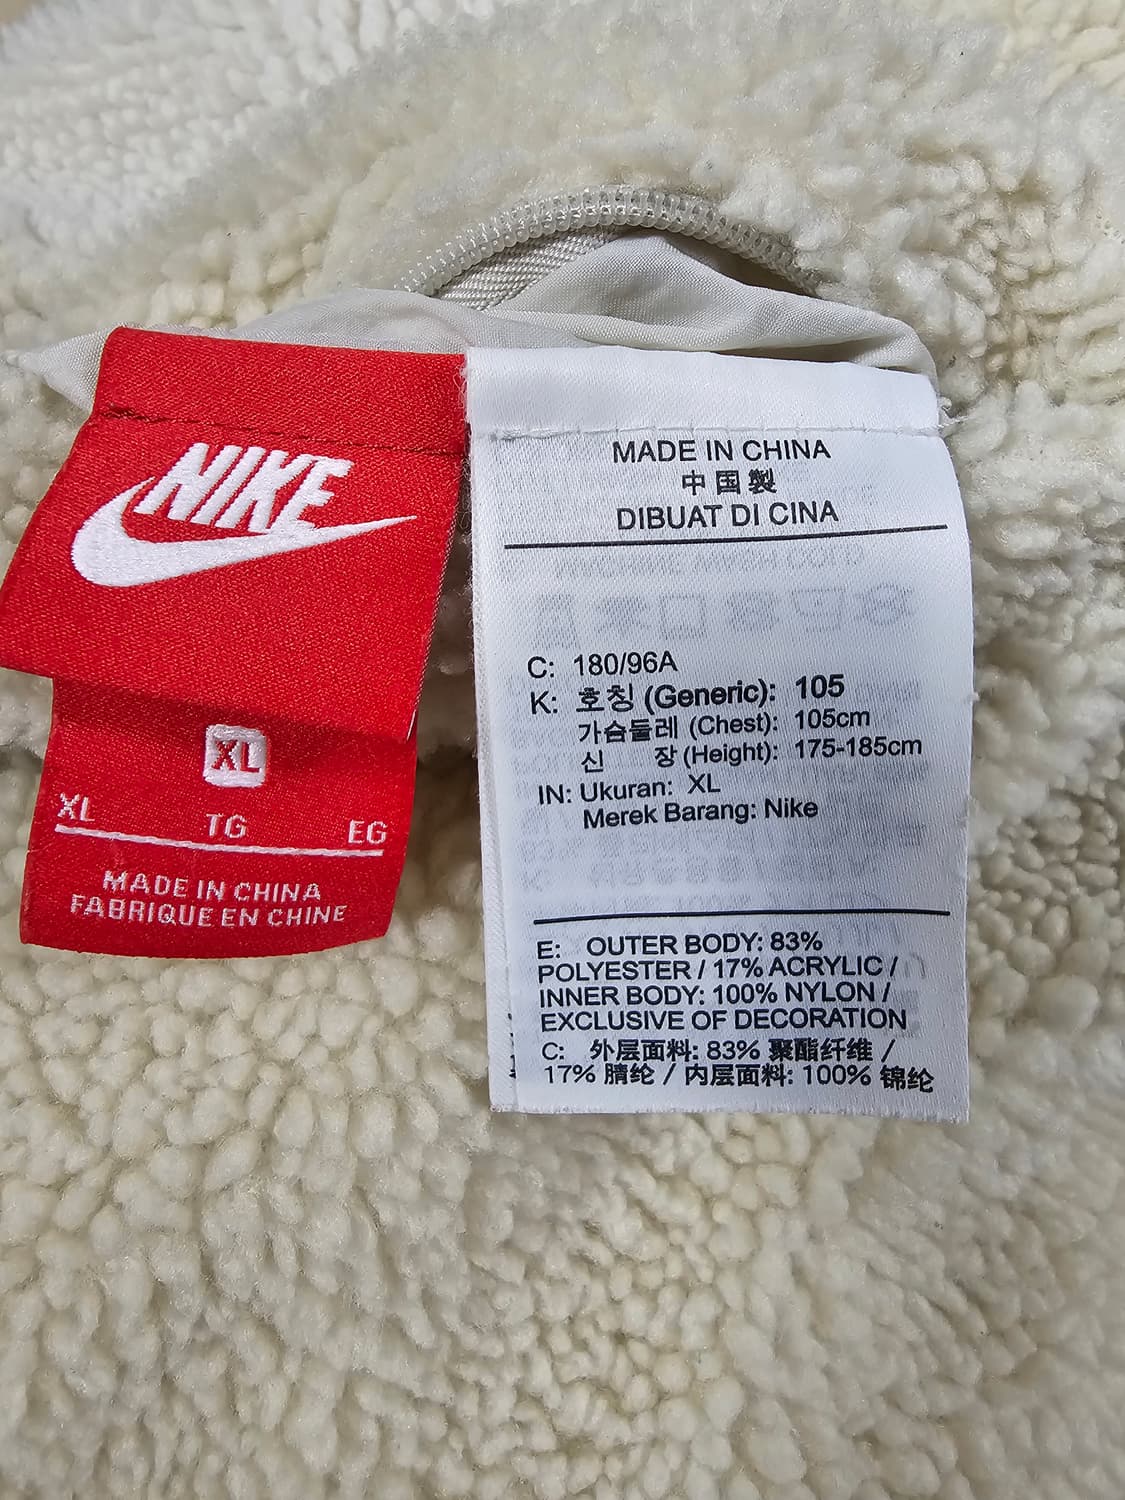 NIKE
XL
XL TG EG
MADE IN CHINA
FABRIQUE EN CHINE
MADE IN CHINA
中国製
DIBUAT DI CINA
C: 180/96A
K: 호칭 (Generic): 105
가슴둘레 (Chest): 105cm
신 장 (Height): 175-185cm
IN: Ukuran: XL
Merek Barang: Nike
E: OUTER BODY: 83%
POLYESTER / 17% ACRYLIC /
INNER BODY: 100% NYLON /
EXCLUSIVE OF DECORATION
C: 外层面料: 83% 聚酯纤维 /
17% 腈纶 / 内层面料: 100% 锦纶